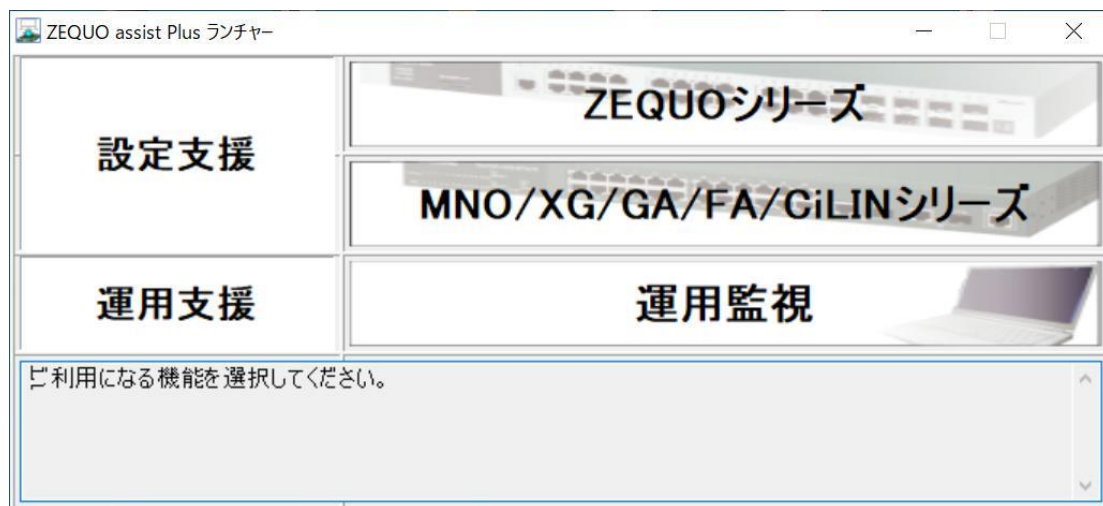 ZEQUO assist Plus ランチャー
設定支援
ZEQUOシリーズ
MNO/XG/GA/FA/CiLINシリーズ
運用支援
運用監視
ご利用になる機能を選択してください。